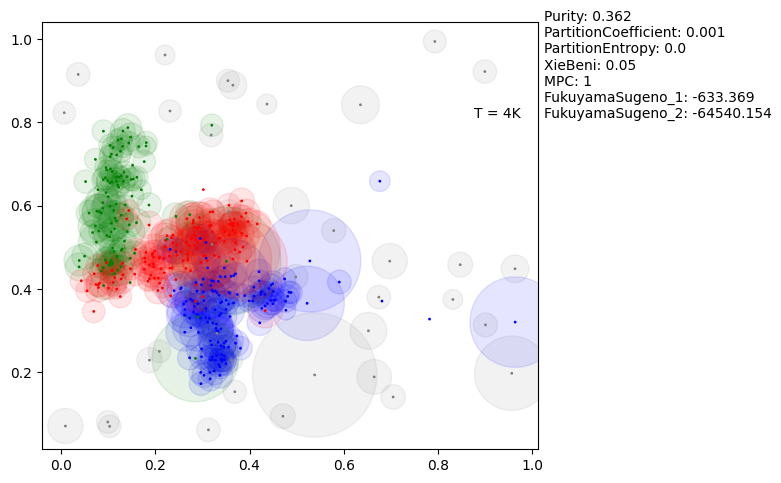 Purity: 0.362
PartitionCoefficient: 0.001
PartitionEntropy: 0.0
XieBeni: 0.05
MPC: 1
FukuyamaSugeno_1: -633.369
FukuyamaSugeno_2: -64540.154
T = 4K
1.0
0.8
0.6
0.4
0.2
0.0 0.2 0.4 0.6 0.8 1.0